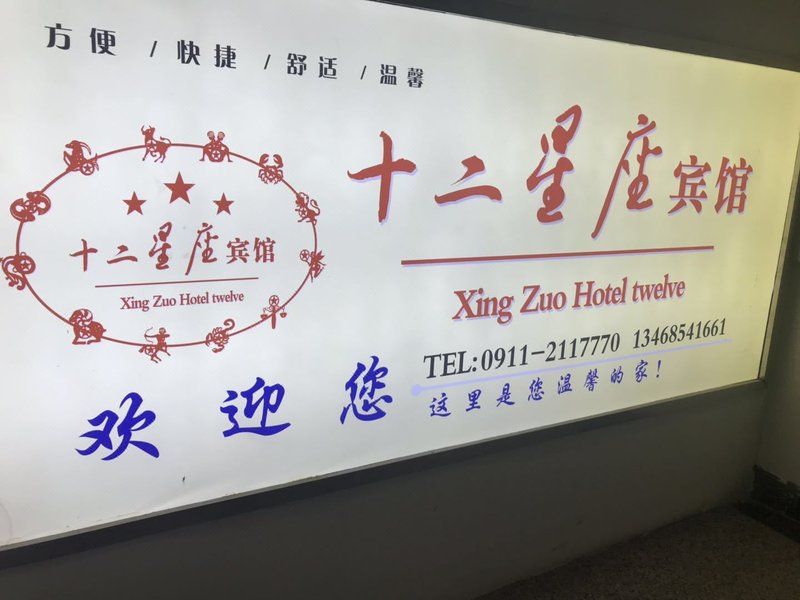 方便 / 快捷 / 舒适 / 温馨
十二星座宾馆
Xing Zuo Hotel twelve
十二星座宾馆
Xing Zuo Hotel twelve
TEL:0911-2117770 13468541661
欢迎您
这里是您温馨的家！